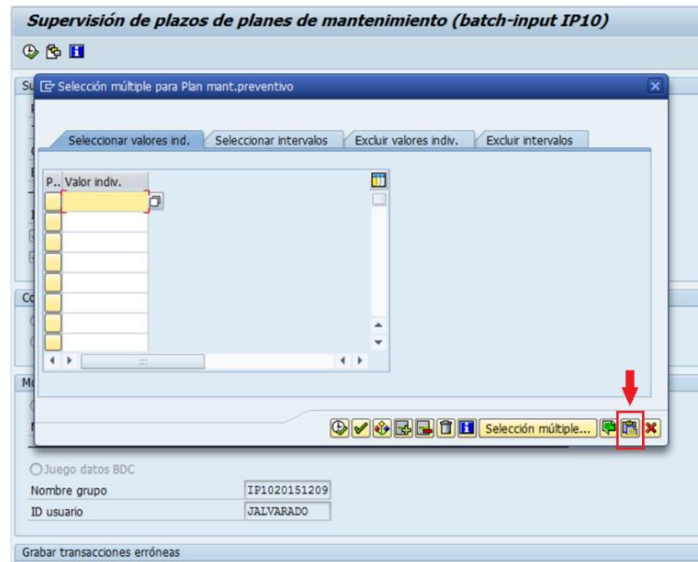 Supervisión de plazos de planes de mantenimiento (batch-input IP10)
Selección múltiple para Plan mant.preventivo
Seleccionar valores ind.
Seleccionar intervalos
Excluir valores indiv.
Excluir intervalos
P.. Valor indiv.
Selección múltiple...
Juego datos BDC
Nombre grupo IP1020151209
ID usuario JALVARADO
Grabar transacciones erróneas